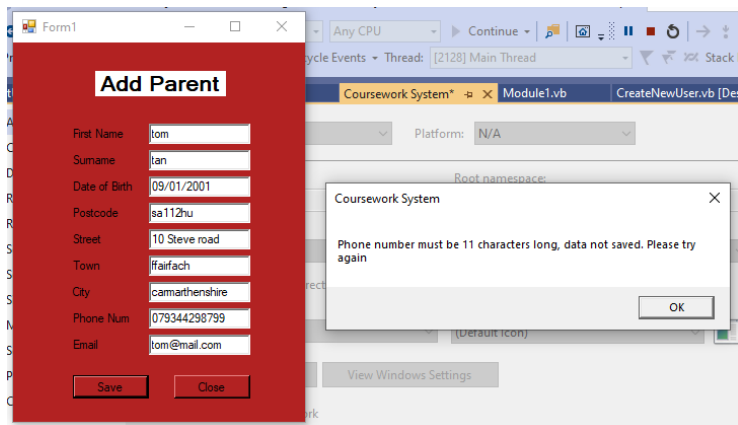 Form1
Any CPU
Continue
cycle Events
Thread:
[2128] Main Thread
Stack
Coursework System*
Module1.vb
CreateNewUser.vb [Des
Add Parent
Platform:
N/A
First Name
tom
Surname
tan
Root namespace:
Date of Birth
09/01/2001
Coursework System
Postcode
sa112hu
Street
10 Steve road
Phone number must be 11 characters long, data not saved. Please try
again
Town
ffairfach
City
carmarthenshire
OK
Phone Num
079344298799
(Default Icon)
Email
tom@mail.com
Save
Close
View Windows Settings